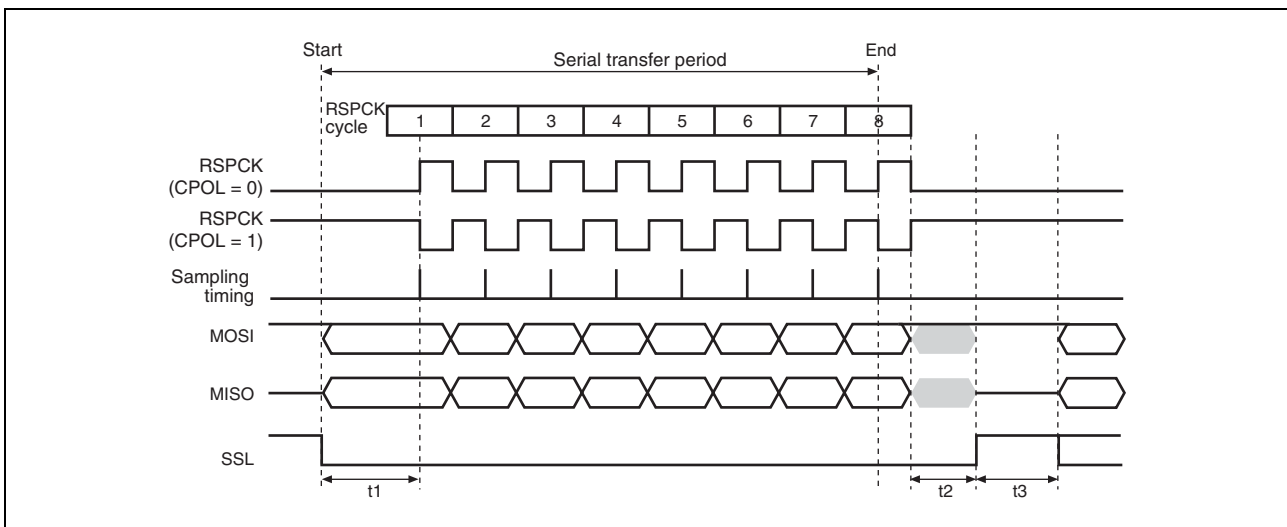 Start
End
Serial transfer period
RSPCK
cycle
1 2 3 4 5 6 7 8
RSPCK
(CPOL = 0)
RSPCK
(CPOL = 1)
Sampling
timing
MOSI
MISO
SSL
t1
t2
t3